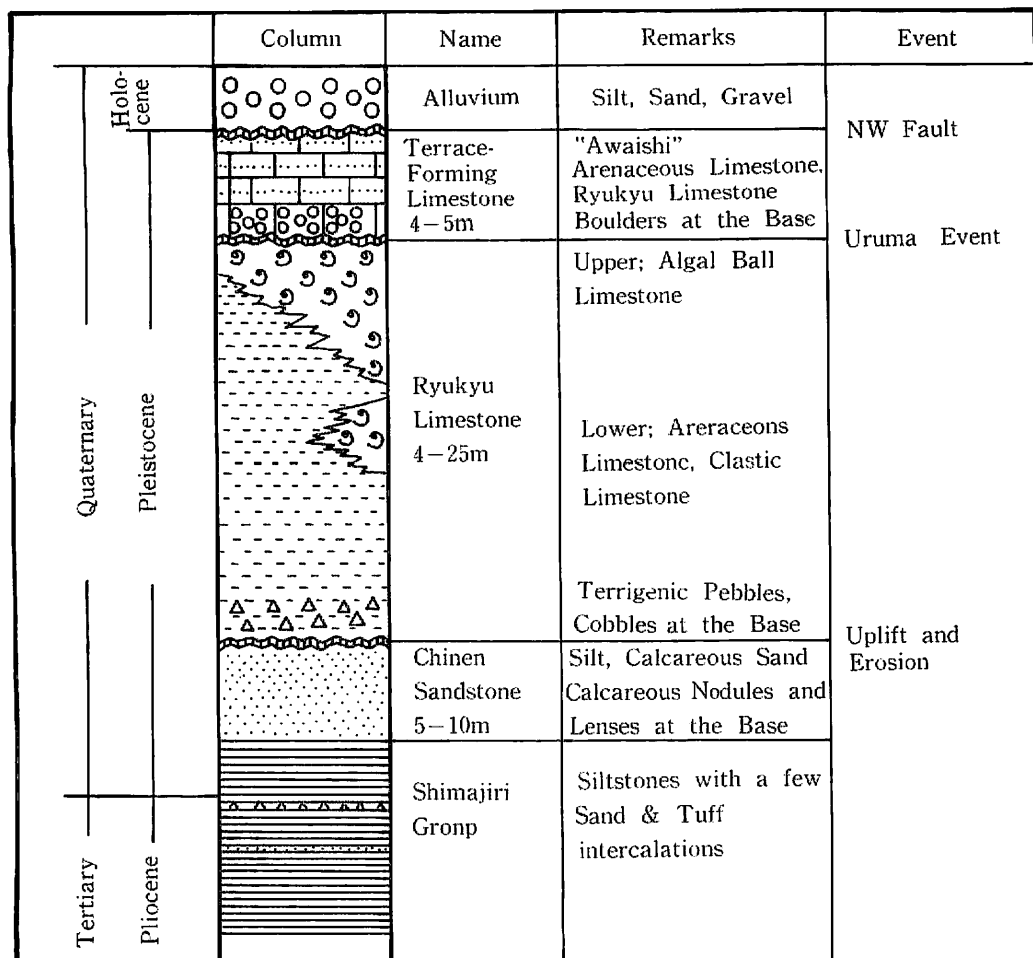 Column Name Remarks Event
Holo-
cene
Quaternary
Pleistocene
Tertiary
Pliocene
Alluvium
Silt, Sand, Gravel
NW Fault
Terrace-
Forming
Limestone
4–5m
"Awaishi"
Arenaceous Limestone,
Ryukyu Limestone
Boulders at the Base
Uruma Event
Ryukyu
Limestone
4–25m
Upper; Algal Ball
Limestone
Lower; Areraceons
Limestonc, Clastic
Limestone
Terrigenic Pebbles,
Cobbles at the Base
Uplift and
Erosion
Chinen
Sandstone
5–10m
Silt, Calcareous Sand
Calcareous Nodules and
Lenses at the Base
Shimajiri
Gronp
Siltstones with a few
Sand & Tuff
intercalations